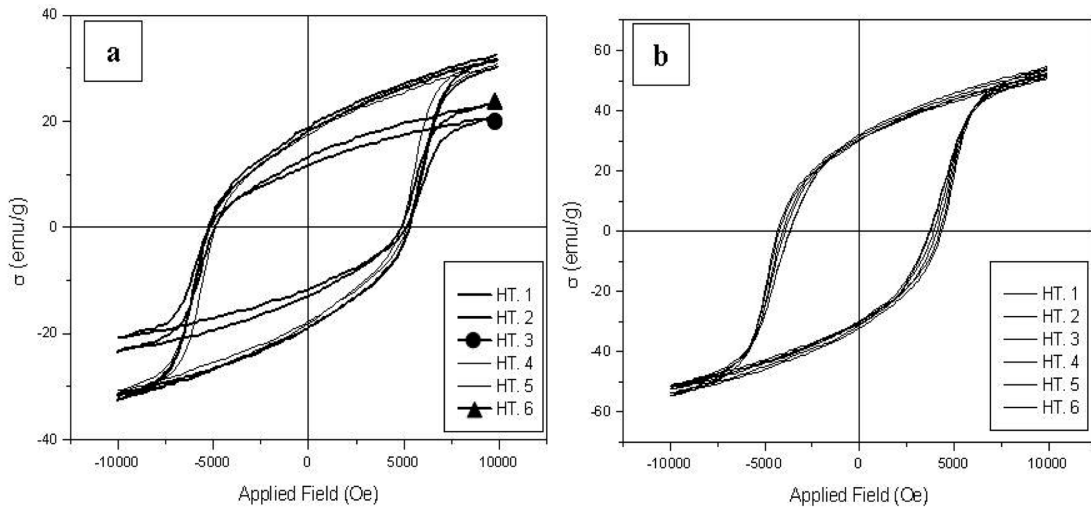 a
40
20
0
-20
-40
σ (emu/g)
-10000 -5000 0 5000 10000
Applied Field (Oe)
HT. 1
HT. 2
HT. 3
HT. 4
HT. 5
HT. 6
b
60
40
20
0
-20
-40
-60
σ (emu/g)
-10000 -5000 0 5000 10000
Applied Field (Oe)
HT. 1
HT. 2
HT. 3
HT. 4
HT. 5
HT. 6